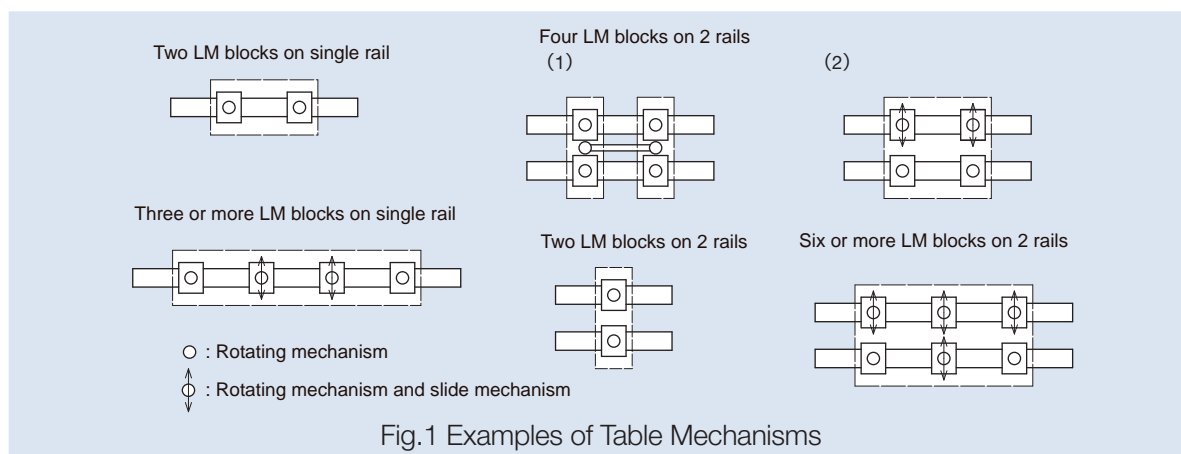 Two LM blocks on single rail
Four LM blocks on 2 rails
(1)
(2)
Three or more LM blocks on single rail
Two LM blocks on 2 rails
Six or more LM blocks on 2 rails
: Rotating mechanism
: Rotating mechanism and slide mechanism
Fig.1 Examples of Table Mechanisms